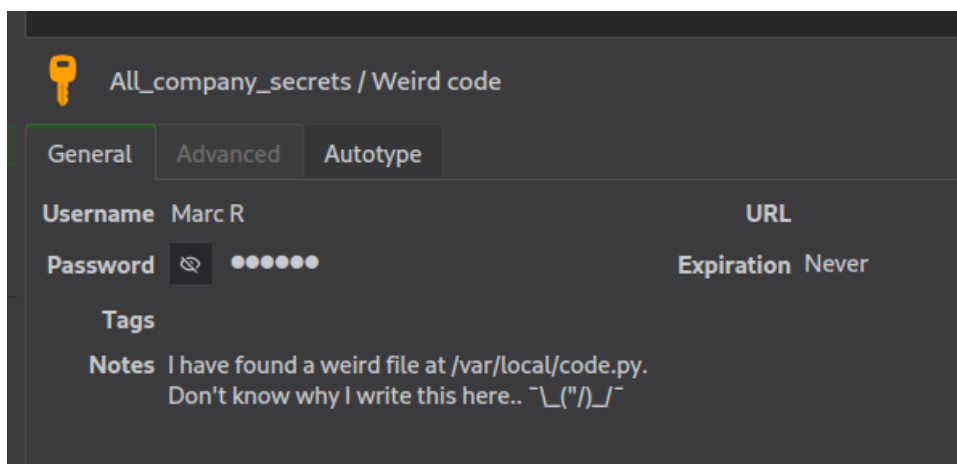 All_company_secrets / Weird code
General Advanced Autotype
Username Marc R URL
Password ●●●●●● Expiration Never
Tags
Notes I have found a weird file at /var/local/code.py.
Don't know why I write this here.. ¯\_("/)_/¯